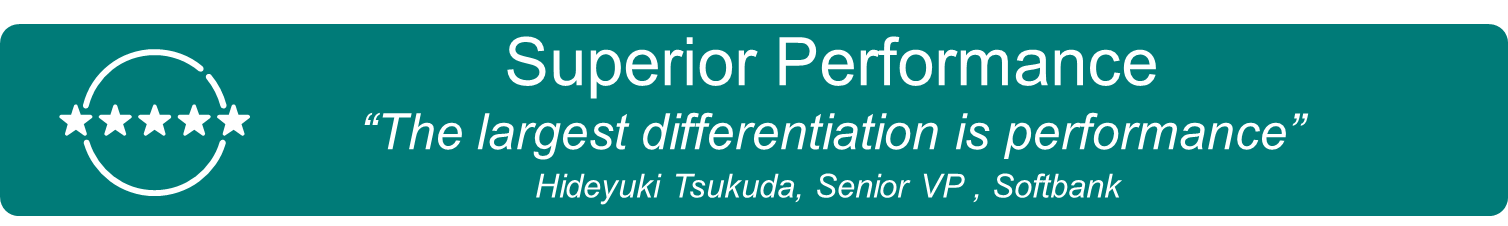 Superior Performance
“The largest differentiation is performance”
Hideyuki Tsukuda, Senior VP , Softbank